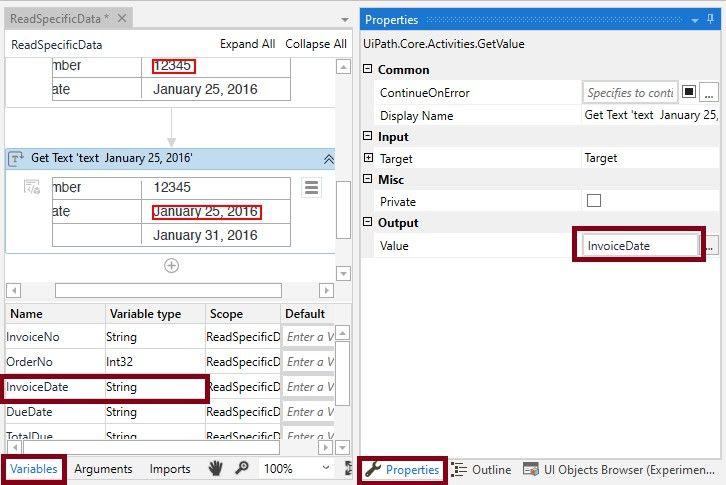 ReadSpecificData *
ReadSpecificData Expand All Collapse All
mber 12345
ate January 25, 2016
Get Text 'text January 25, 2016'
mber 12345
ate January 25, 2016
January 31, 2016
Name Variable type Scope Default
InvoiceNo String ReadSpecificD Enter a V
OrderNo Int32 ReadSpecificD Enter a V
InvoiceDate String ReadSpecificD Enter a V
DueDate String ReadSpecificD Enter a V
TotalDue String ReadSpecificD Enter a V
Variables Arguments Imports 100%
Properties
UiPath.Core.Activities.GetValue
Common
ContinueOnError Specifies to conti ...
Display Name Get Text 'text January 25,
Input
Target Target
Misc
Private
Output
Value InvoiceDate ...
Properties Outline UI Objects Browser (Experimen...